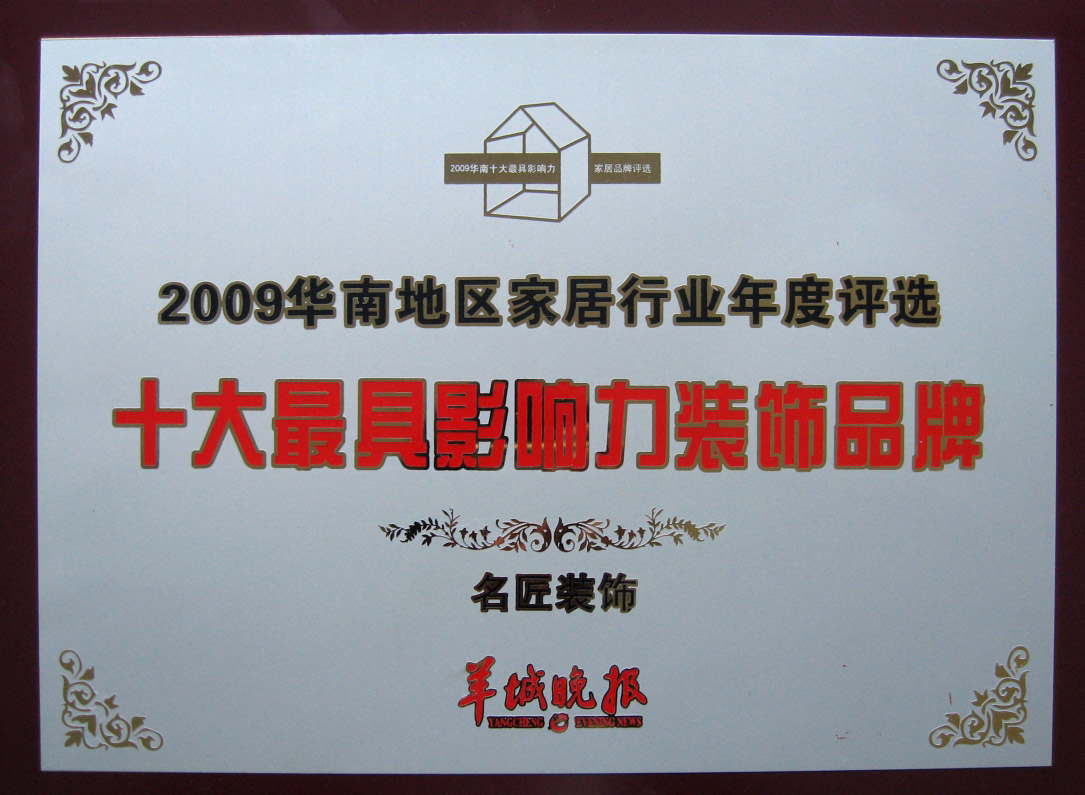 2009华南十大最具影响力 家居品牌评选
2009华南地区家居行业年度评选
十大最具影响力装饰品牌
名匠装饰
羊城晚报
YANGCHENG EVENING NEWS